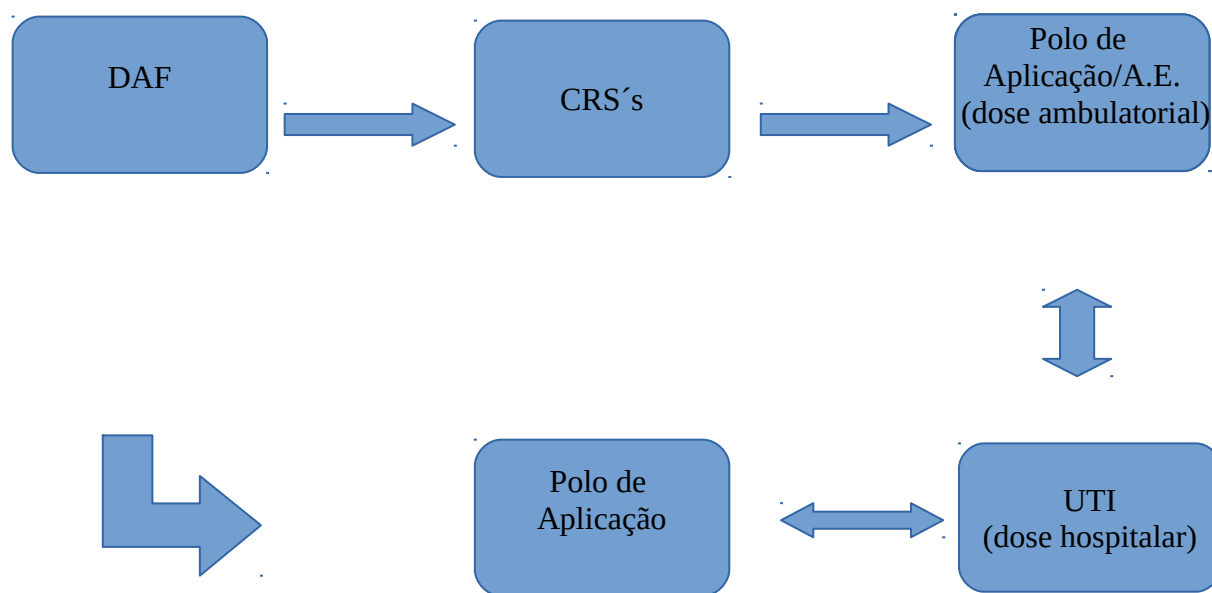 DAF
CRS´s
Polo de
Aplicação/A.E.
(dose ambulatorial)
Polo de
Aplicação
UTI
(dose hospitalar)